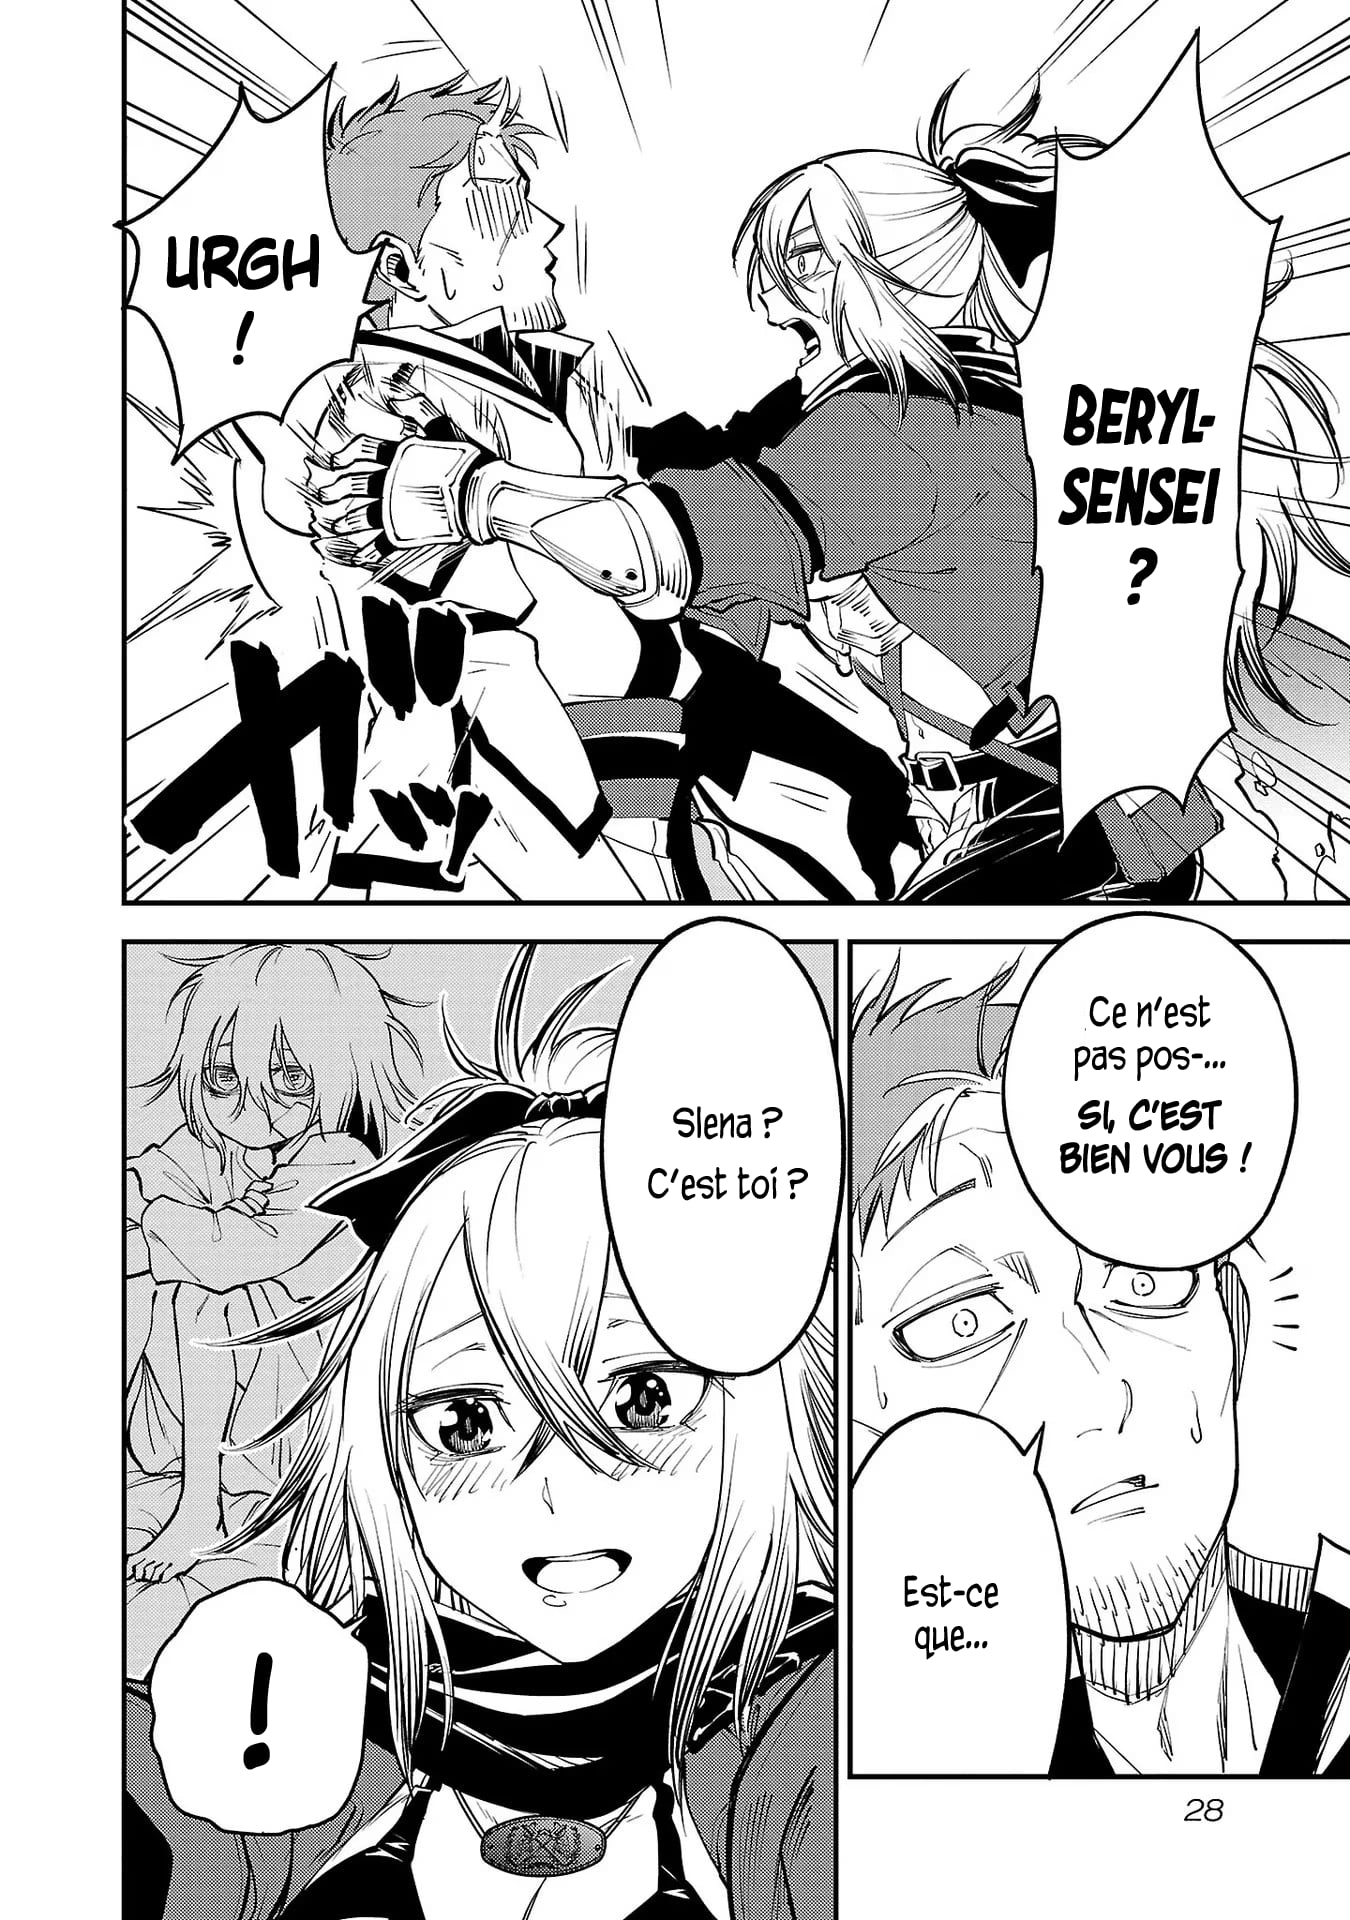 BERYL-
SENSEI
?
URGH
!
Ce n'est
pas pos-...
SI, C'EST
BIEN VOUS !
Est-ce
que...
Slena ?
C'est toi ?
!
28